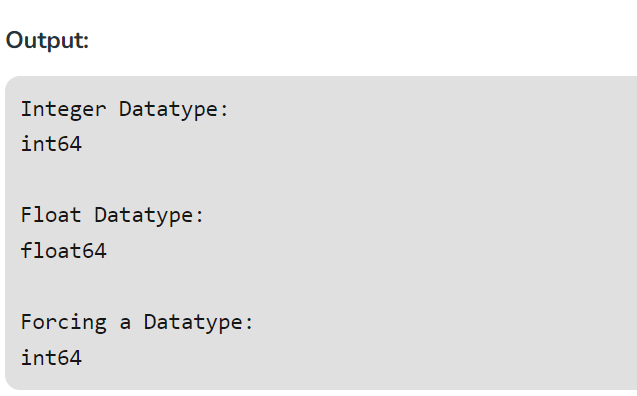 Output:
Integer Datatype:
int64
Float Datatype:
float64
Forcing a Datatype:
int64